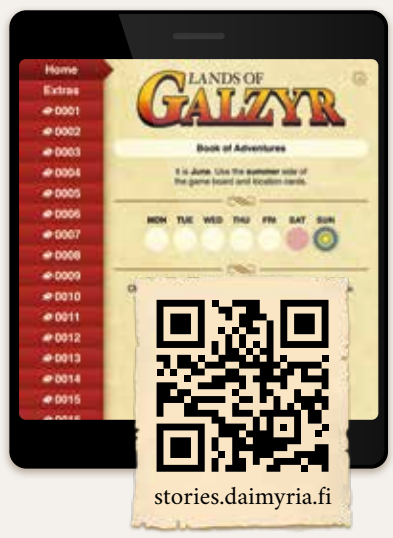 Home
Extras
0001
0002
0003
0004
0005
0006
0007
0008
0009
0010
0011
0012
0013
0014
0015
LANDS OF
GALZYR
Book of Adventures
It is June. Use the summer side of
the game board and location cards.
MON TUE WED THU FRI SAT SUN
stories.daimyria.fi